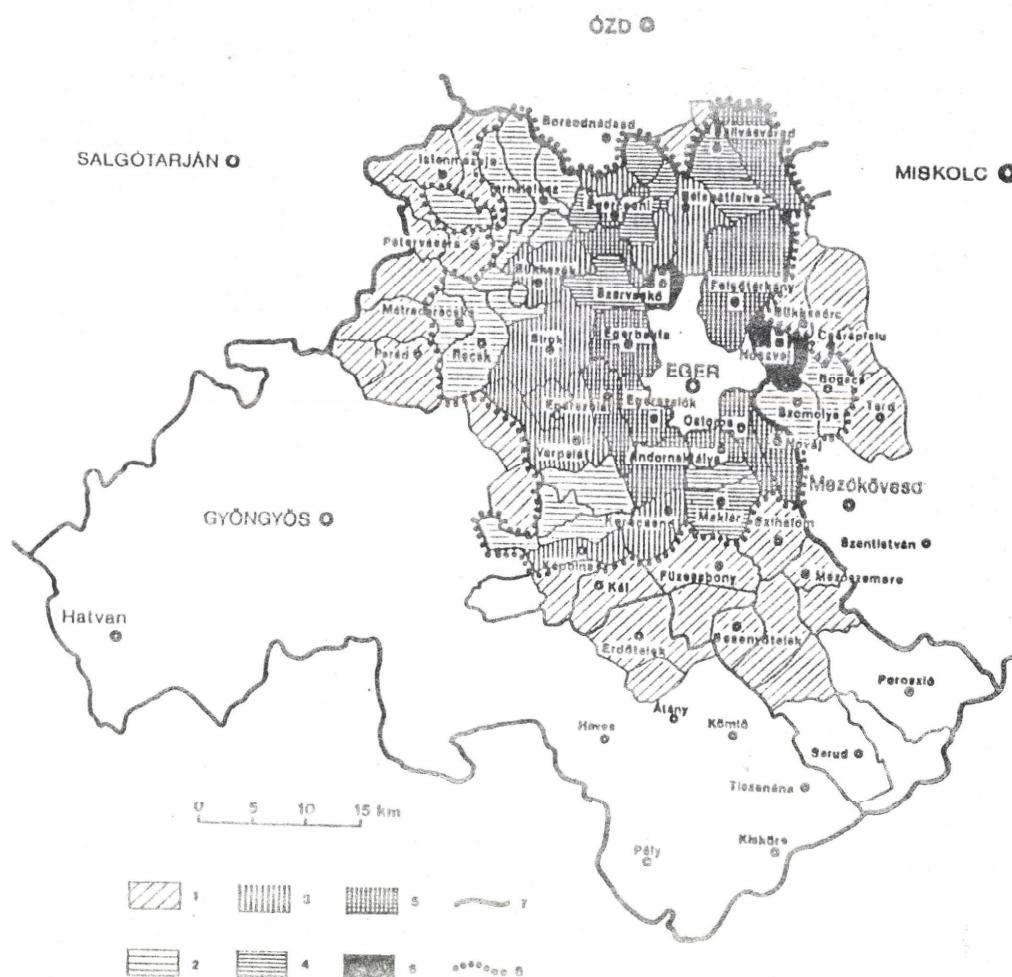 ÓZD
Borsodnádasd
SALGÓTARJÁN
MISKOLC
Istenmezeje
Bélapátfalva
Pétervására
Bükkszék
Szarvaskő
Felsőtárkány
Bükkzsérc
Cserépfalu
Mátraderecske
Sirok
Egerbakta
Noszvaj
Parád
Recsk
EGER
Bogács
Egerszalók
Szomolya
Tard
Ostoros
Novaj
Verpelét
Andornaktálya
Mezőkövesd
GYÖNGYÖS
Kerecsend
Maklár
Szihalom
Szentistván
Kápolna
Füzesabony
Mezőszemere
Kál
Hatvan
Erdőtelek
Besenyőtelek
Poroszló
Átány
Heves
Kömlő
Sarud
Tiszanána
0 5 10 15 km
Pély
Kisköre
1 3 5 7
2 4 6 8